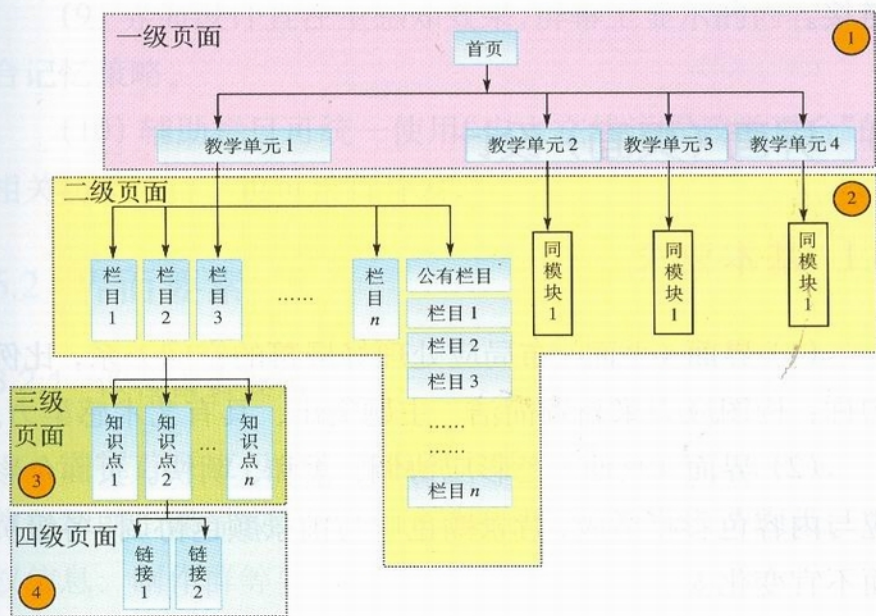 一级页面
首页
1
教学单元1
教学单元2
教学单元3
教学单元4
二级页面
2
栏目1
栏目2
栏目3
……
栏目n
公有栏目
栏目1
栏目2
栏目3
……
……
栏目n
同模块1
同模块1
同模块1
三级页面
3
知识点1
知识点2
…
知识点n
四级页面
4
链接1
链接2